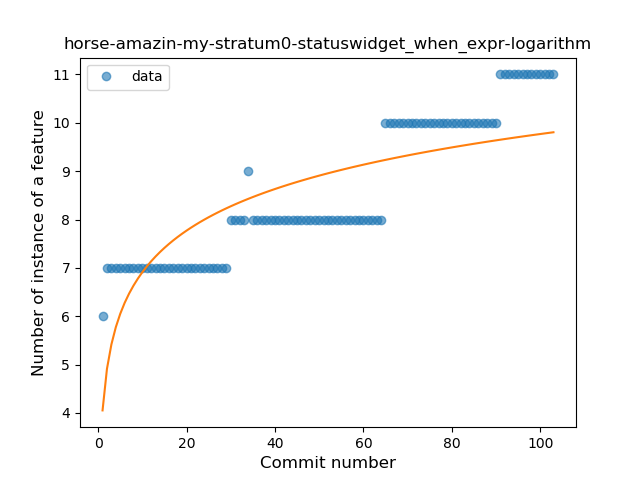 horse-amazin-my-stratum0-statuswidget_when_expr-logarithm
data
Number of instance of a feature
11
10
9
8
7
6
5
4
0 20 40 60 80 100
Commit number